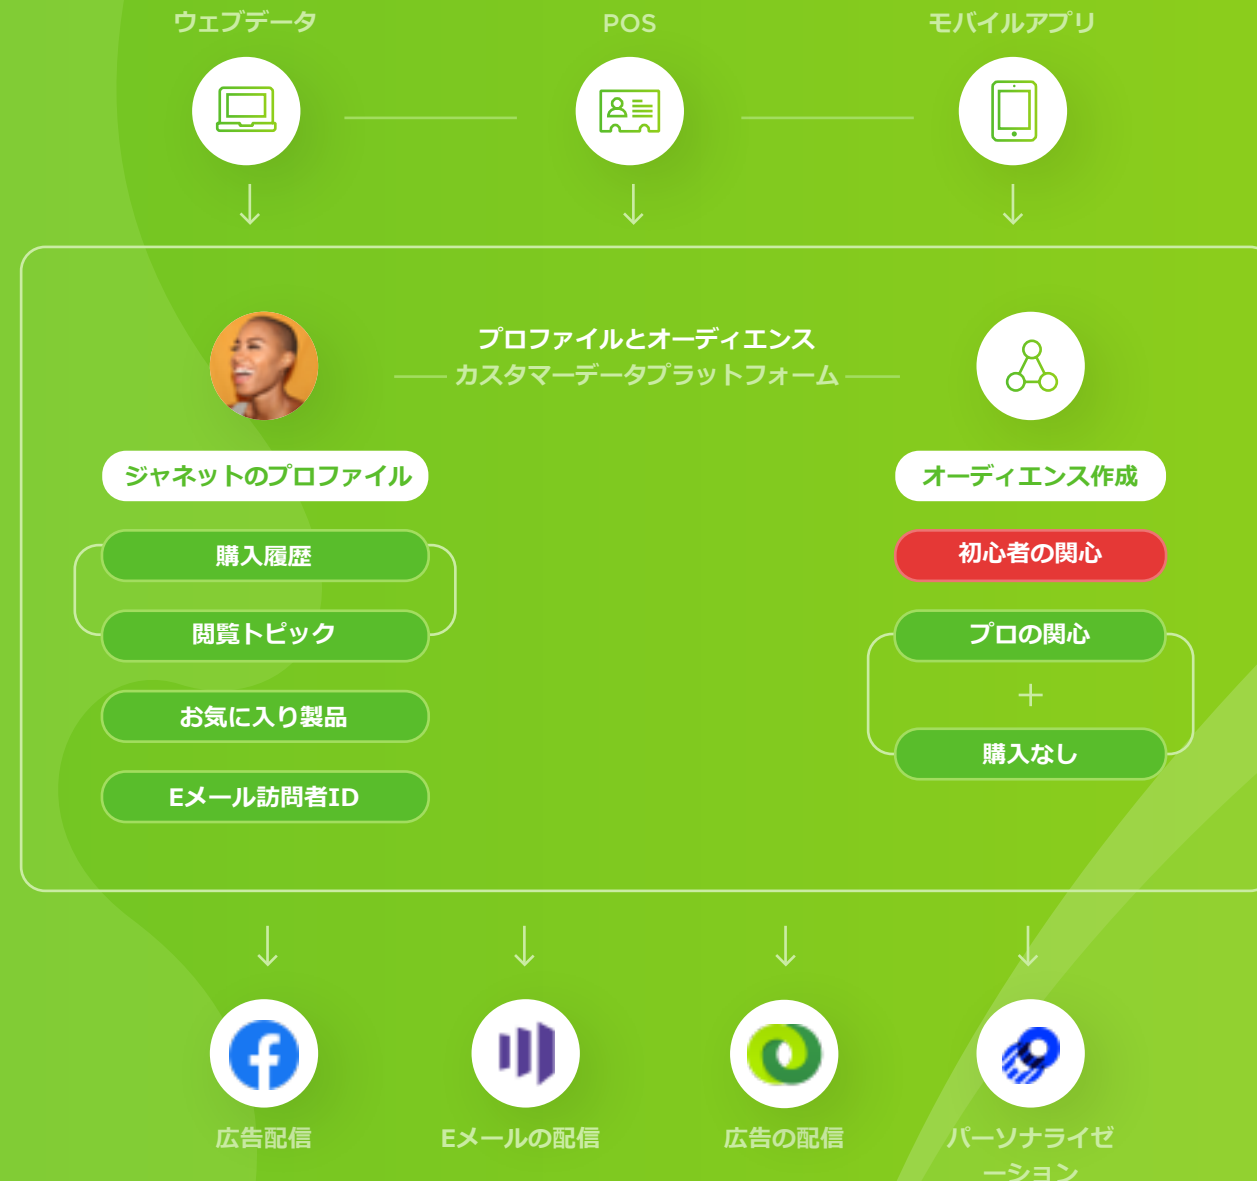 ウェブデータ
POS
モバイルアプリ
プロファイルとオーディエンス
カスタマーデータプラットフォーム
ジャネットのプロファイル
購入履歴
閲覧トピック
お気に入り製品
Eメール訪問者ID
オーディエンス作成
初心者の関心
プロの関心
+
購入なし
広告配信
Eメールの配信
広告の配信
パーソナライゼ
ーション